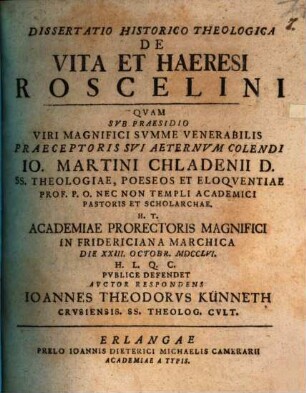 DISSERTATIO HISTORICO THEOLOGICA
DE
VITA ET HAERESI
ROSCELINI
QVAM
SVB PRAESIDIO
VIRI MAGNIFICI SVMME VENERABILIS
PRAECEPTORIS SVI AETERNVM COLENDI
IO. MARTINI CHLADENII D.
SS. THEOLOGIAE, POESEOS ET ELOQVENTIAE
PROF. P. O. NEC NON TEMPLI ACADEMICI
PASTORIS ET SCHOLARCHAE.
H. T.
ACADEMIAE PRORECTORIS MAGNIFICI
IN FRIDERICIANA MARCHICA
DIE XXIII. OCTOBR. MDCCLVI.
H. L. Q. C.
PVBLICE DEFENDET
AVCTOR RESPONDENS
IOANNES THEODORVS KÜNNETH
CRVSIENSIS. SS. THEOLOG. CVLT.
ERLANGAE
PRELO IOANNIS DIETERICI MICHAELIS CAMERARII
ACADEMIAE A TYPIS.